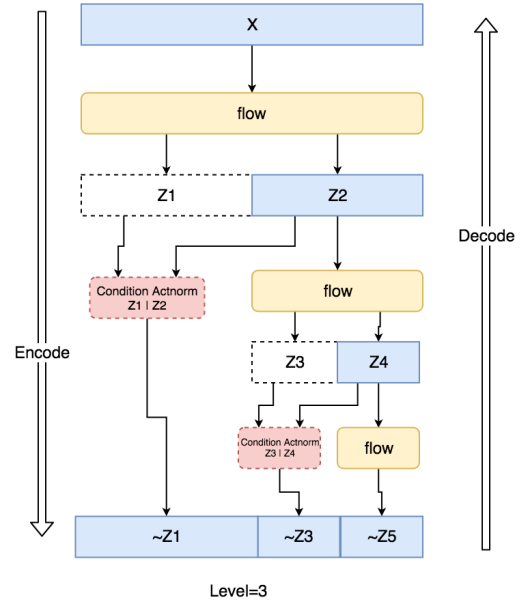 X
flow
Z1
Z2
Decode
Condition Actnorm
Z1 | Z2
flow
Encode
Z3
Z4
Condition Actnorm
Z3 | Z4
flow
~Z1
~Z3
~Z5
Level=3